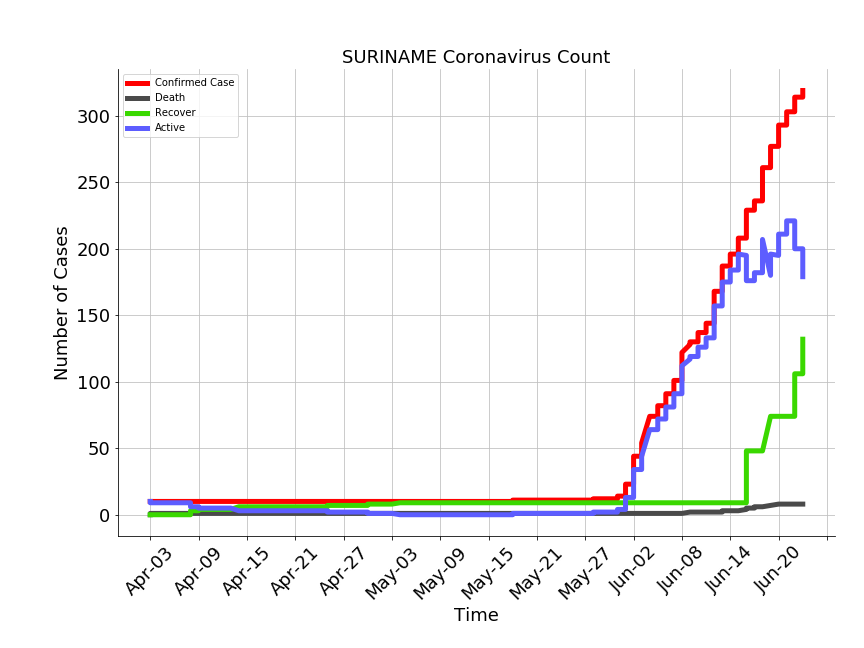 SURINAME Coronavirus Count
Confirmed Case
Death
Recover
Active
Number of Cases
300
250
200
150
100
50
0
Apr-03
Apr-09
Apr-15
Apr-21
Apr-27
May-03
May-09
May-15
May-21
May-27
Jun-02
Jun-08
Jun-14
Jun-20
Time